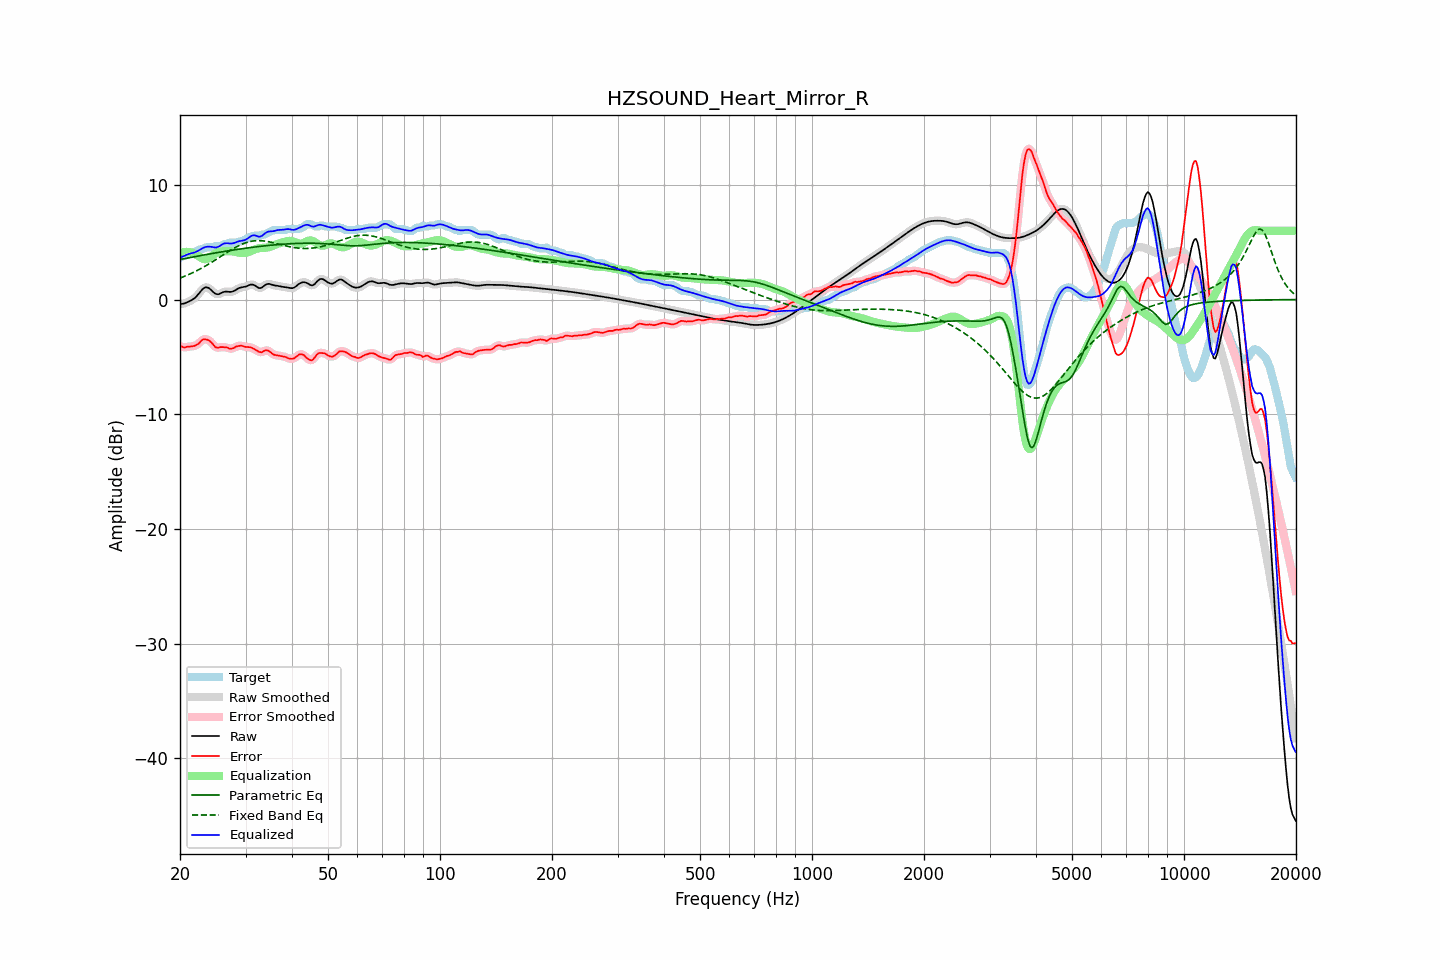 HZSOUND_Heart_Mirror_R
Amplitude (dBr)
10
0
−10
−20
−30
−40
Target
Raw Smoothed
Error Smoothed
Raw
Error
Equalization
Parametric Eq
Fixed Band Eq
Equalized
20 50 100 200 500 1000 2000 5000 10000 20000
Frequency (Hz)